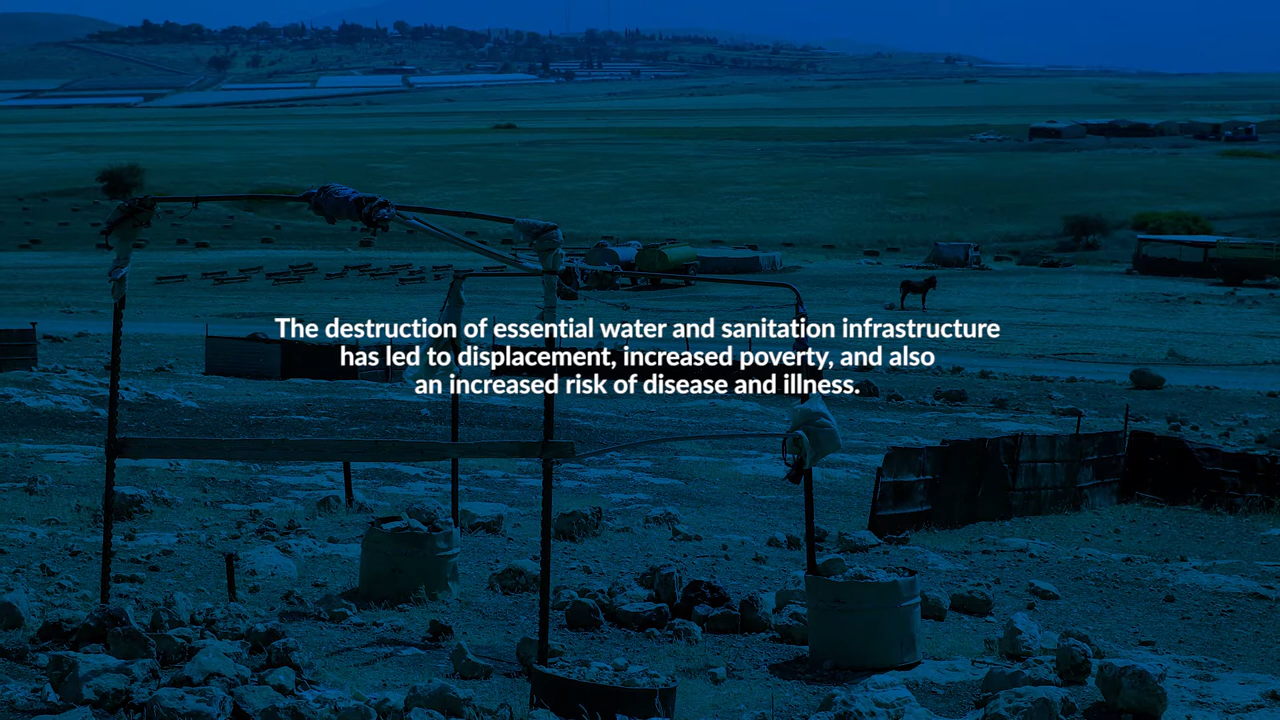 The destruction of essential water and sanitation infrastructure
has led to displacement, increased poverty, and also
an increased risk of disease and illness.